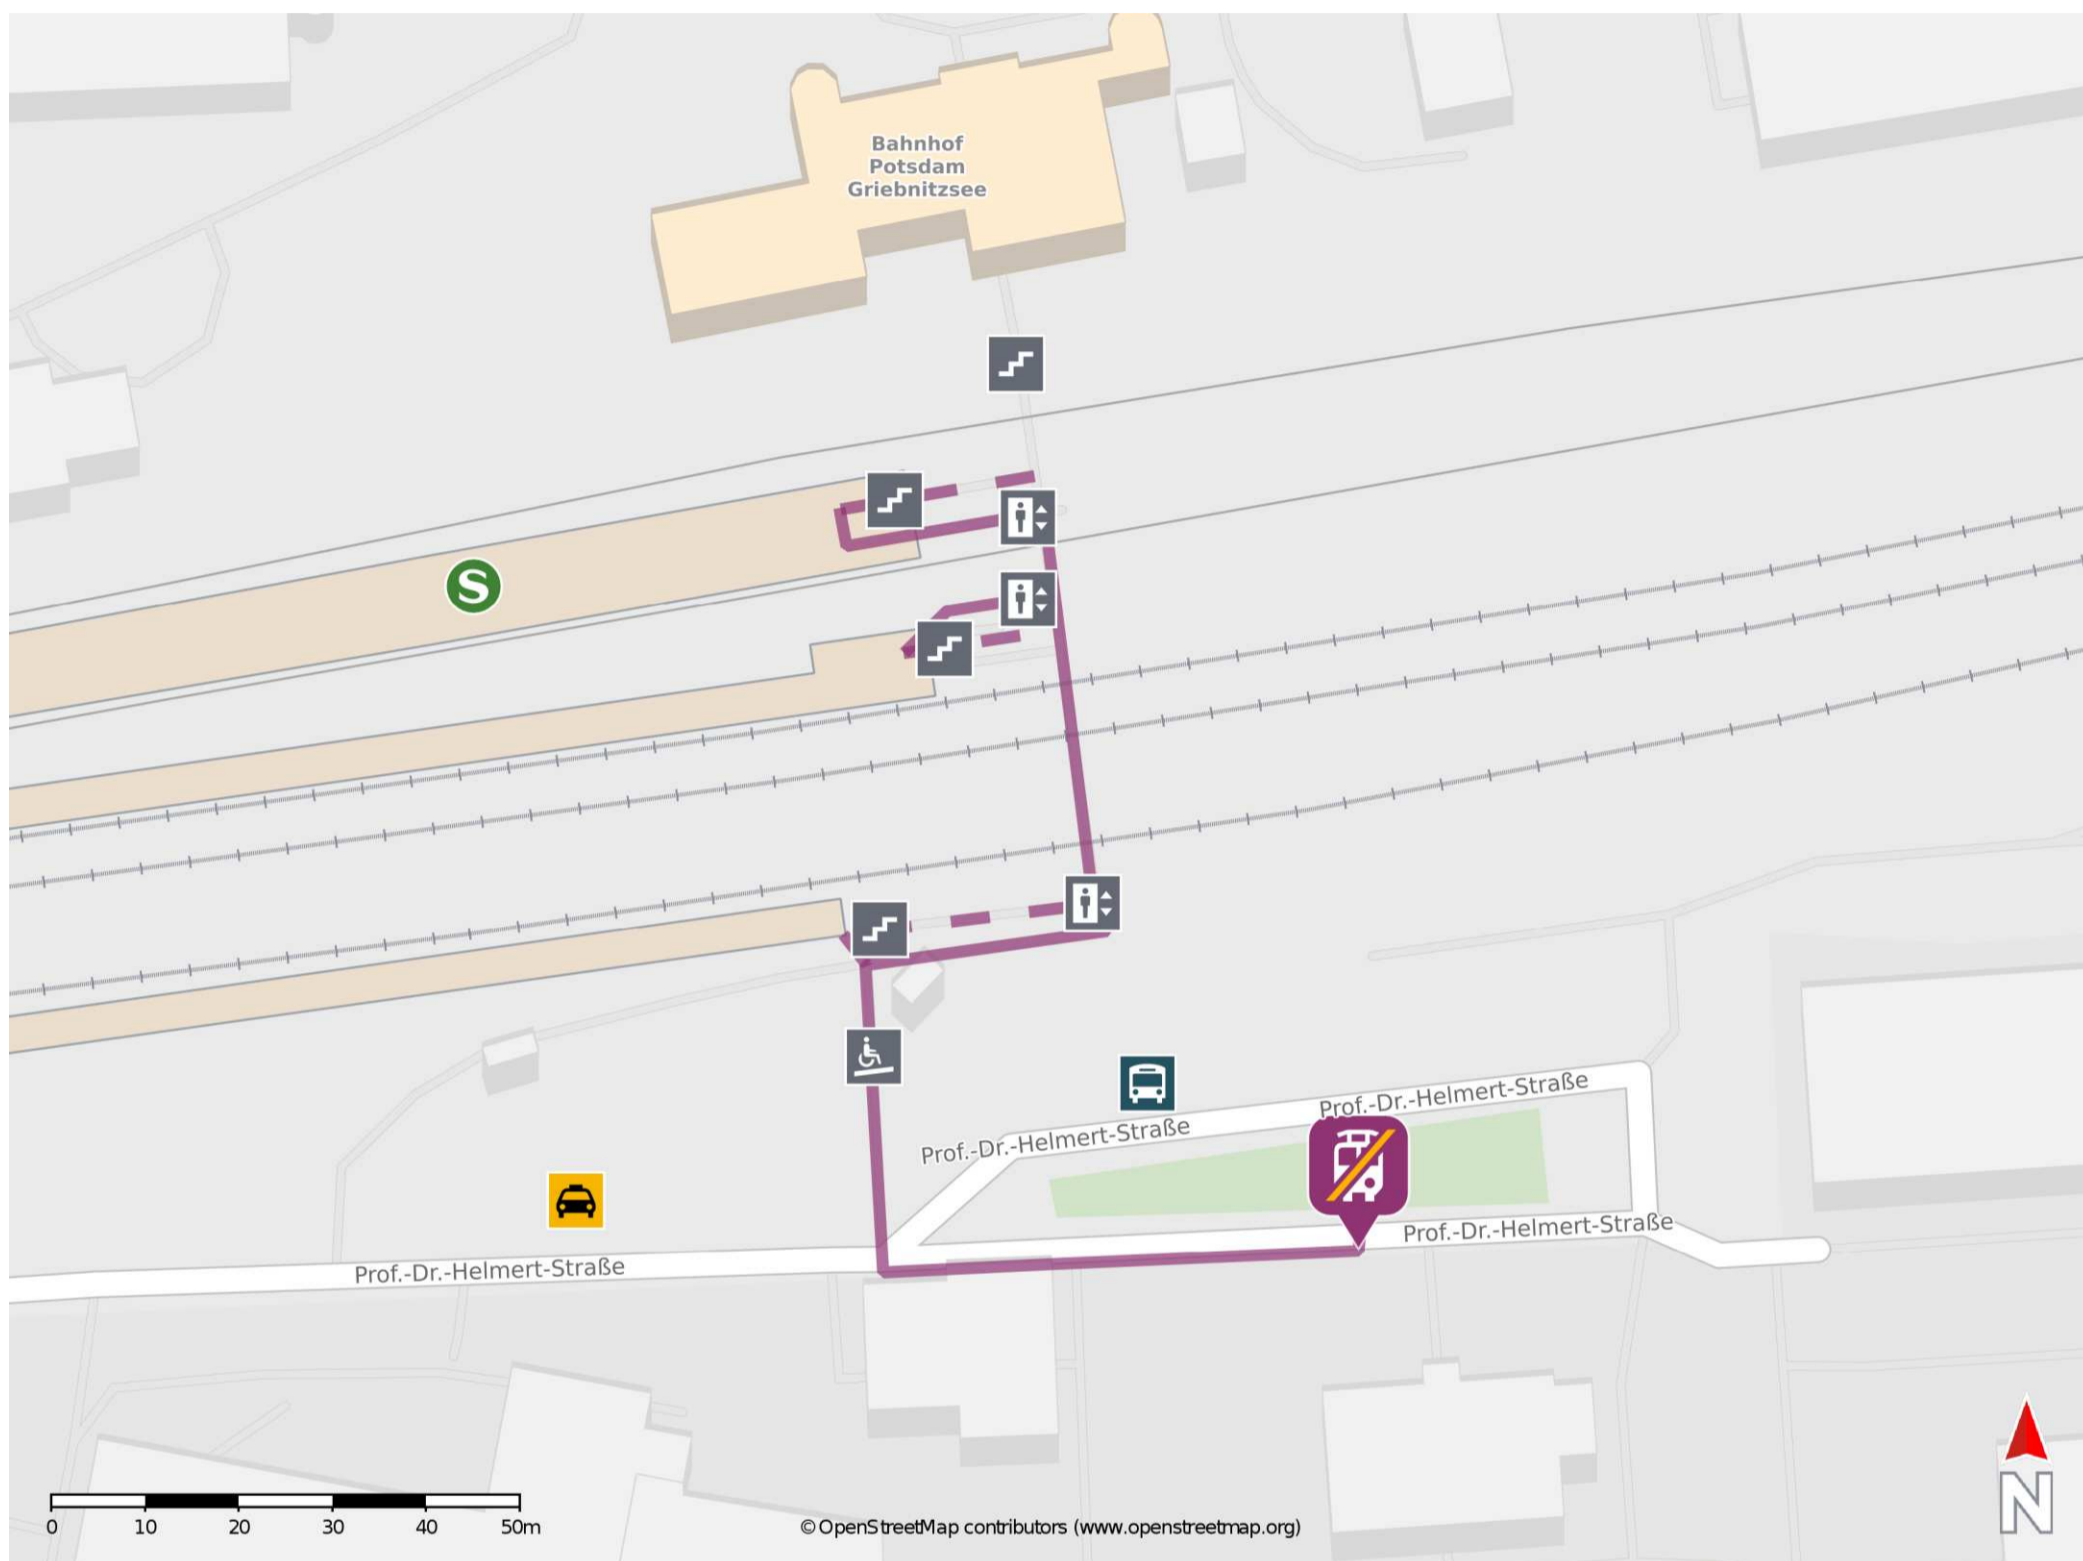 Bahnhof
Potsdam
Griebnitzsee
S
Prof.-Dr.-Helmert-Straße
Prof.-Dr.-Helmert-Straße
Prof.-Dr.-Helmert-Straße
Prof.-Dr.-Helmert-Straße
0 10 20 30 40 50m
© OpenStreetMap contributors (www.openstreetmap.org)
N